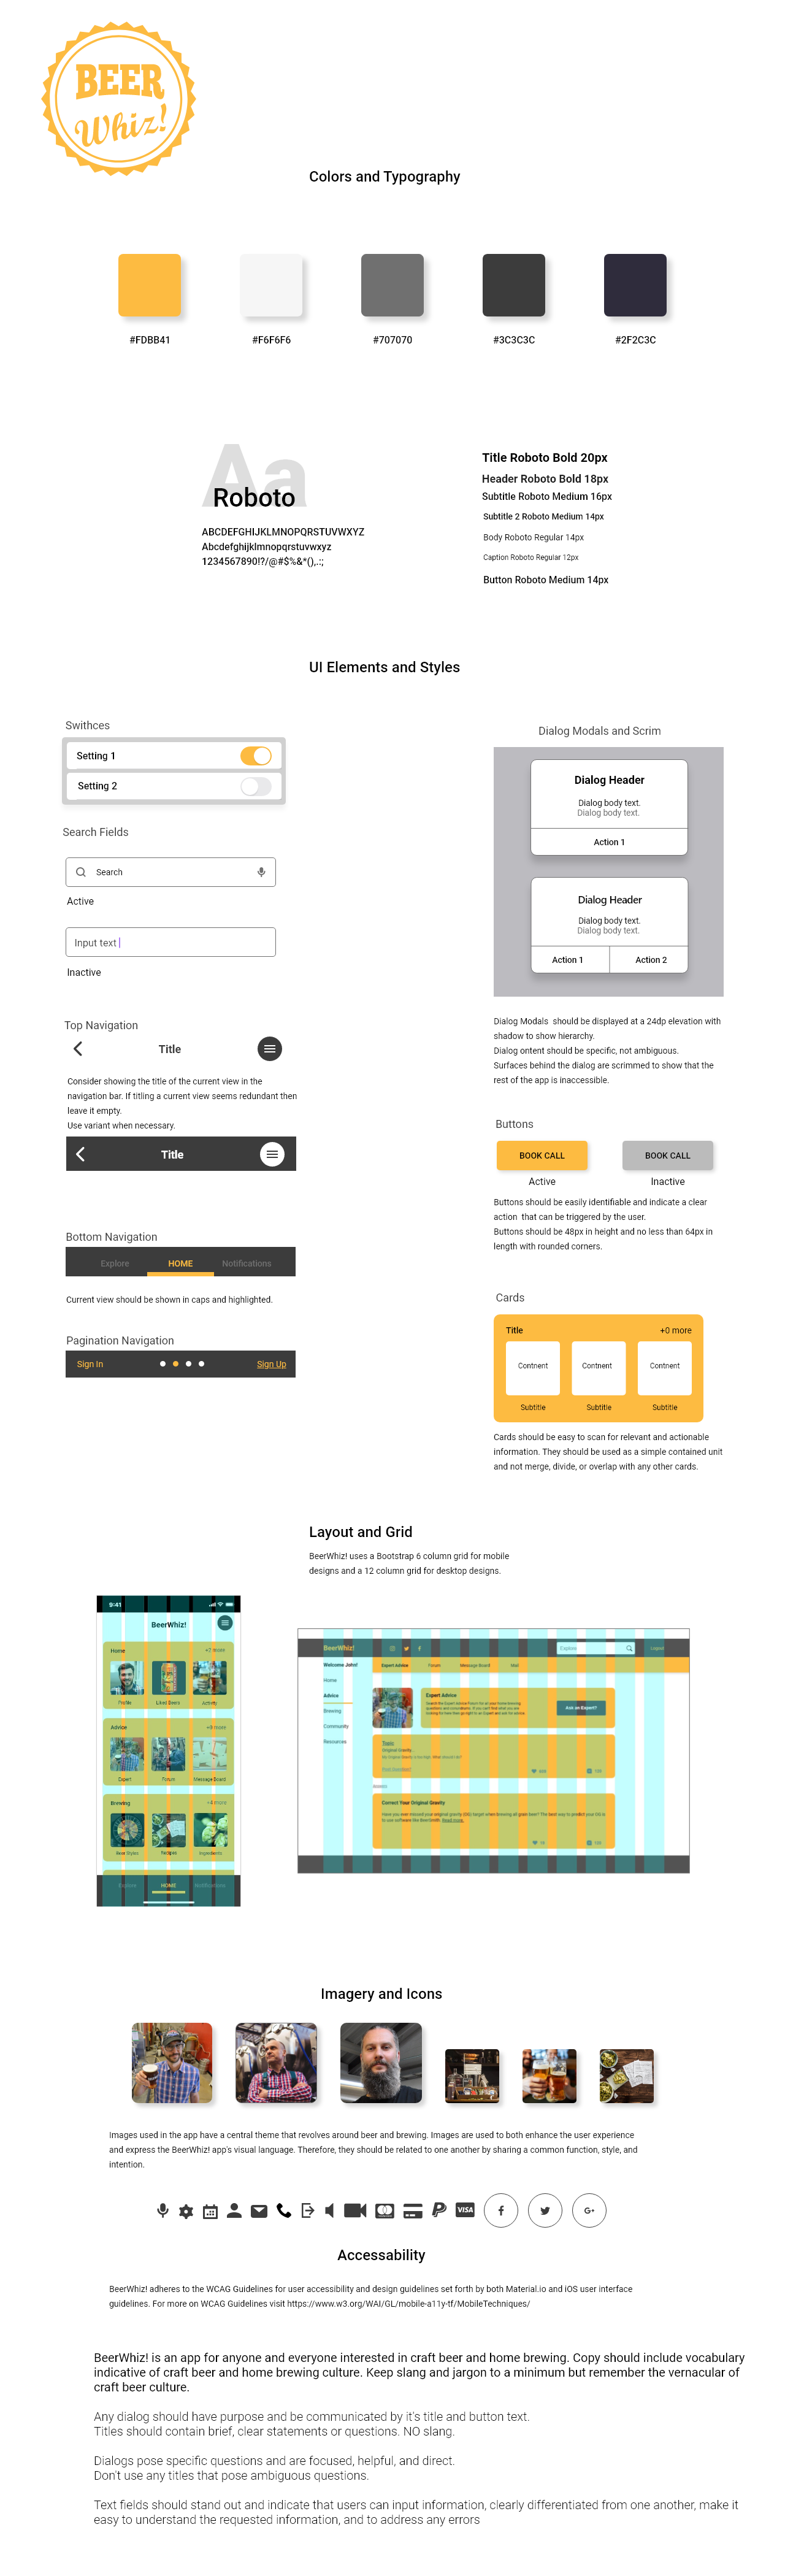 BEER
Whiz!
Colors and Typography
#FDBB41
#F6F6F6
#707070
#3C3C3C
#2F2C3C
Aa
Roboto
ABCDEFGHIJKLMNOPQRSTUVWXYZ
Abcdefghijklmnopqrstuvwxyz
1234567890!?/@#$%&*(),.:;
Title Roboto Bold 20px
Header Roboto Bold 18px
Subtitle Roboto Medium 16px
Subtitle 2 Roboto Medium 14px
Body Roboto Regular 14px
Caption Roboto Regular 12px
Button Roboto Medium 14px
UI Elements and Styles
Swithces
Setting 1
Setting 2
Search Fields
Search
Active
Input text
Inactive
Top Navigation
Title
Consider showing the title of the current view in the
navigation bar. If titling a current view seems redundant then
leave it empty.
Use variant when necessary.
Title
Bottom Navigation
Explore HOME Notifications
Current view should be shown in caps and highlighted.
Pagination Navigation
Sign In Sign Up
Dialog Modals and Scrim
Dialog Header
Dialog body text.
Dialog body text.
Action 1
Dialog Header
Dialog body text.
Dialog body text.
Action 1 Action 2
Dialog Modals  should be displayed at a 24dp elevation with
shadow to show hierarchy.
Dialog ontent should be specific, not ambiguous.
Surfaces behind the dialog are scrimmed to show that the
rest of the app is inaccessible.
Buttons
BOOK CALL BOOK CALL
Active Inactive
Buttons should be easily identifiable and indicate a clear
action  that can be triggered by the user.
Buttons should be 48px in height and no less than 64px in
length with rounded corners.
Cards
Title +0 more
Contnent Contnent Contnent
Subtitle Subtitle Subtitle
Cards should be easy to scan for relevant and actionable
information. They should be used as a simple contained unit
and not merge, divide, or overlap with any other cards.
Layout and Grid
BeerWhiz! uses a Bootstrap 6 column grid for mobile
designs and a 12 column grid for desktop designs.
9:41
BeerWhiz!
Home +2 more
Profile Liked Beers Activity
Advice +3 more
Expert Forum Message Board
Brewing +4 more
Beer Styles Recipes Ingredients
Explore HOME Notifications
BeerWhiz! Explore Logout
Welcome John! Expert Advice Forum Message Board Mail
Home
Advice
Brewing
Community
Resources
Expert Advice
Ask an Expert?
Topic
Original Gravity.
Correct Your Original Gravity
Read more.
Imagery and Icons
Images used in the app have a central theme that revolves around beer and brewing. Images are used to both enhance the user experience
and express the BeerWhiz! app's visual language. Therefore, they should be related to one another by sharing a common function, style, and
intention.
VISA
G+
Accessability
BeerWhiz! adheres to the WCAG Guidelines for user accessibility and design guidelines set forth by both Material.io and iOS user interface
guidelines. For more on WCAG Guidelines visit https://www.w3.org/WAI/GL/mobile-a11y-tf/MobileTechniques/
BeerWhiz! is an app for anyone and everyone interested in craft beer and home brewing. Copy should include vocabulary
indicative of craft beer and home brewing culture. Keep slang and jargon to a minimum but remember the vernacular of
craft beer culture.
Any dialog should have purpose and be communicated by it's title and button text.
Titles should contain brief, clear statements or questions. NO slang.
Dialogs pose specific questions and are focused, helpful, and direct.
Don't use any titles that pose ambiguous questions.
Text fields should stand out and indicate that users can input information, clearly differentiated from one another, make it
easy to understand the requested information, and to address any errors